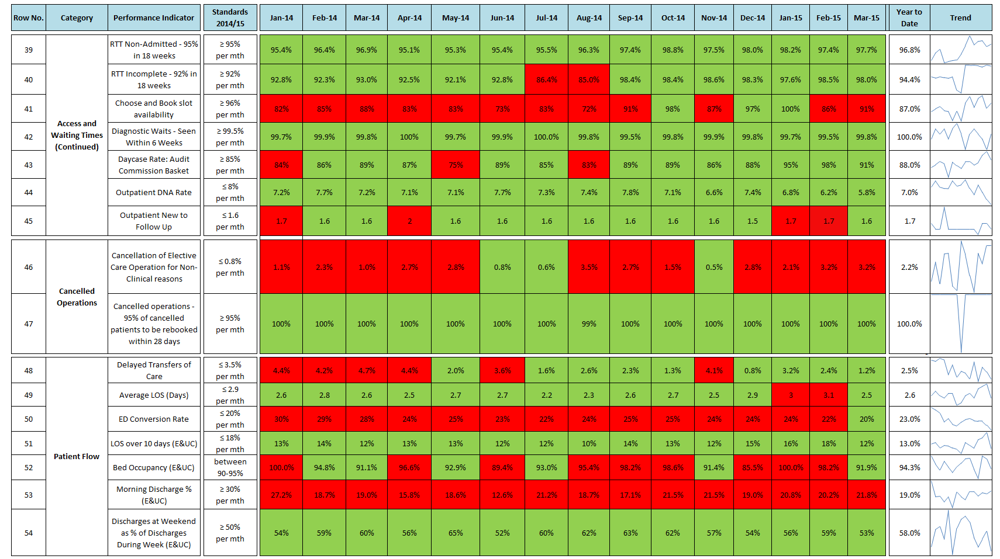 Row No. Category Performance Indicator Standards 2014/15 Jan-14 Feb-14 Mar-14 Apr-14 May-14 Jun-14 Jul-14 Aug-14 Sep-14 Oct-14 Nov-14 Dec-14 Jan-15 Feb-15 Mar-15 Year to Date Trend
Access and Waiting Times (Continued)
39 RTT Non-Admitted - 95% in 18 weeks ≥ 95% per mth 95.4% 96.4% 96.9% 95.1% 95.3% 95.4% 95.5% 96.3% 97.4% 98.8% 97.5% 98.0% 98.2% 97.4% 97.7% 96.8%
40 RTT Incomplete - 92% in 18 weeks ≥ 92% per mth 92.8% 92.3% 93.0% 92.5% 92.1% 92.8% 86.4% 85.0% 98.4% 98.4% 98.6% 98.3% 97.6% 98.5% 98.0% 94.4%
41 Choose and Book slot availability ≥ 96% per mth 82% 85% 88% 83% 83% 73% 83% 72% 91% 98% 87% 97% 100% 86% 91% 87.0%
42 Diagnostic Waits - Seen Within 6 Weeks ≥ 99.5% per mth 99.7% 99.9% 99.8% 100% 99.7% 99.9% 100.0% 99.8% 99.5% 99.8% 99.9% 99.8% 99.7% 99.5% 99.8% 100.0%
43 Daycase Rate: Audit Commission Basket ≥ 85% per mth 84% 86% 89% 87% 75% 89% 85% 83% 89% 89% 86% 88% 95% 98% 91% 88.0%
44 Outpatient DNA Rate ≤ 8% per mth 7.2% 7.7% 7.2% 7.1% 7.1% 7.7% 7.3% 7.4% 7.8% 7.1% 6.6% 7.4% 6.8% 6.2% 5.8% 7.0%
45 Outpatient New to Follow Up ≤ 1.6 per mth 1.7 1.6 1.6 2 1.6 1.6 1.6 1.6 1.6 1.6 1.6 1.5 1.7 1.7 1.6 1.7
Cancelled Operations
46 Cancellation of Elective Care Operation for Non-Clinical reasons ≤ 0.8% per mth 1.1% 2.3% 1.0% 2.7% 2.8% 0.8% 0.6% 3.5% 2.7% 1.5% 0.5% 2.8% 2.1% 3.2% 3.2% 2.2%
47 Cancelled operations - 95% of cancelled patients to be rebooked within 28 days ≥ 95% per mth 100% 100% 100% 100% 100% 100% 100% 99% 100% 100% 100% 100% 100% 100% 100% 100.0%
Patient Flow
48 Delayed Transfers of Care ≤ 3.5% per mth 4.4% 4.2% 4.7% 4.4% 2.0% 3.6% 1.6% 2.6% 2.3% 1.3% 4.1% 0.8% 3.2% 2.4% 1.2% 2.5%
49 Average LOS (Days) ≤ 2.9 per mth 2.6 2.8 2.6 2.5 2.7 2.7 2.2 2.3 2.6 2.7 2.5 2.9 3 3.1 2.5 2.6
50 ED Conversion Rate ≤ 20% per mth 30% 29% 28% 24% 25% 23% 22% 24% 25% 25% 24% 24% 24% 22% 20% 23.0%
51 LOS over 10 days (E&UC) ≤ 18% per mth 13% 14% 12% 13% 13% 12% 12% 10% 14% 13% 12% 15% 16% 18% 12% 13.0%
52 Bed Occupancy (E&UC) between 90-95% 100.0% 94.8% 91.1% 96.6% 92.9% 89.4% 93.0% 95.4% 98.2% 98.6% 91.4% 85.5% 100.0% 98.2% 91.9% 94.3%
53 Morning Discharge % (E&UC) ≥ 30% per mth 27.2% 18.7% 19.0% 15.8% 18.6% 12.6% 21.2% 18.7% 17.1% 21.5% 21.5% 19.0% 20.8% 20.2% 21.8% 19.0%
54 Discharges at Weekend as % of Discharges During Week (E&UC) ≥ 50% per mth 54% 59% 60% 56% 65% 52% 60% 62% 63% 62% 57% 54% 56% 59% 53% 58.0%